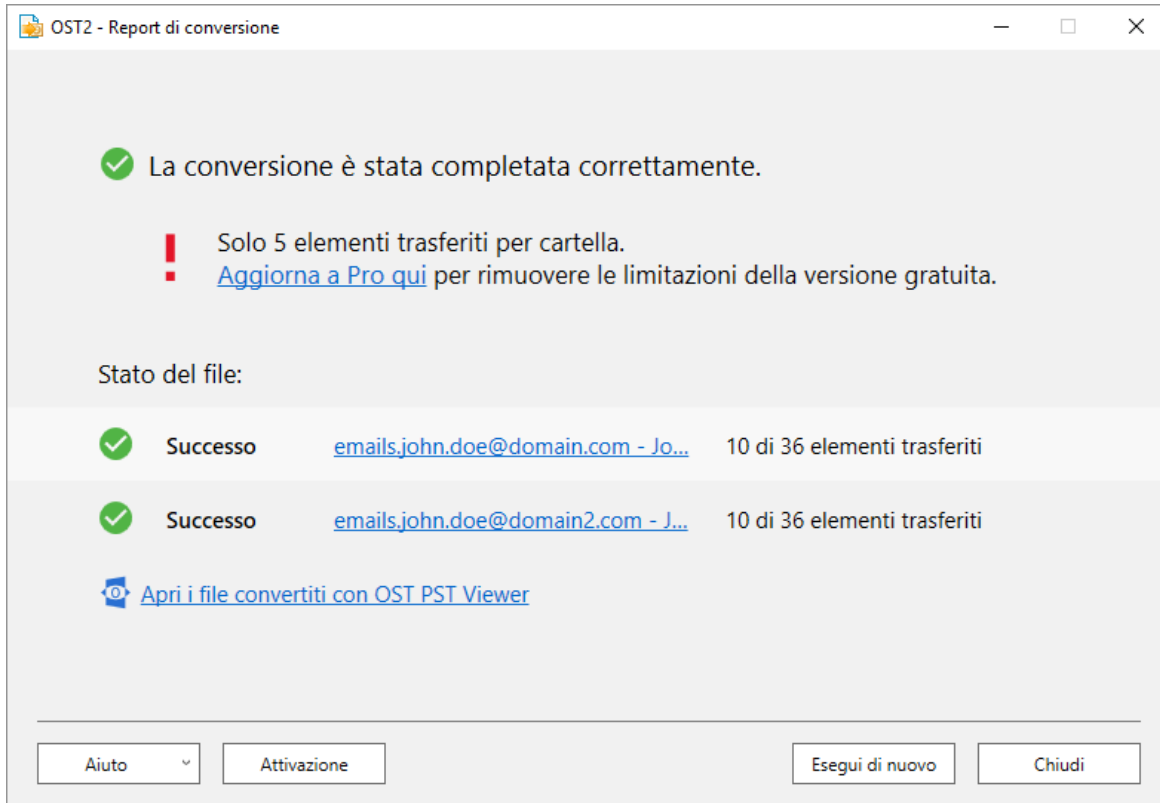 OST2 - Report di conversione
La conversione è stata completata correttamente.
Solo 5 elementi trasferiti per cartella.
Aggiorna a Pro qui per rimuovere le limitazioni della versione gratuita.
Stato del file:
Successo emails.john.doe@domain.com - Jo... 10 di 36 elementi trasferiti
Successo emails.john.doe@domain2.com - J... 10 di 36 elementi trasferiti
Apri i file convertiti con OST PST Viewer
Aiuto Attivazione Esegui di nuovo Chiudi